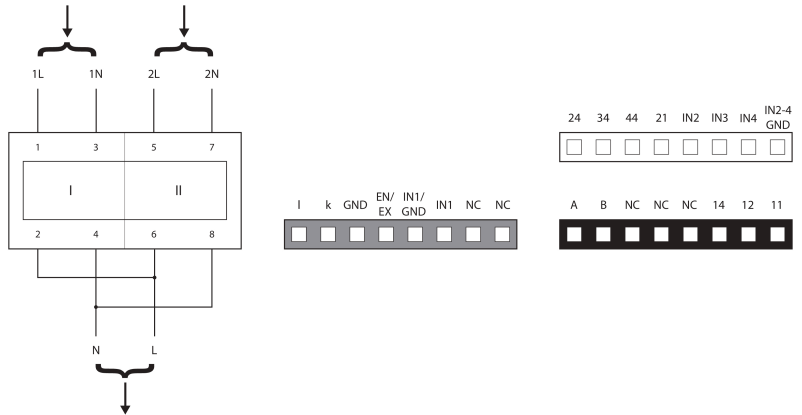 1L 1N 2L 2N
1 3 5 7
I II
2 4 6 8
N L
I k GND EN/EX IN1/GND IN1 NC NC
24 34 44 21 IN2 IN3 IN4 IN2-4 GND
A B NC NC NC 14 12 11